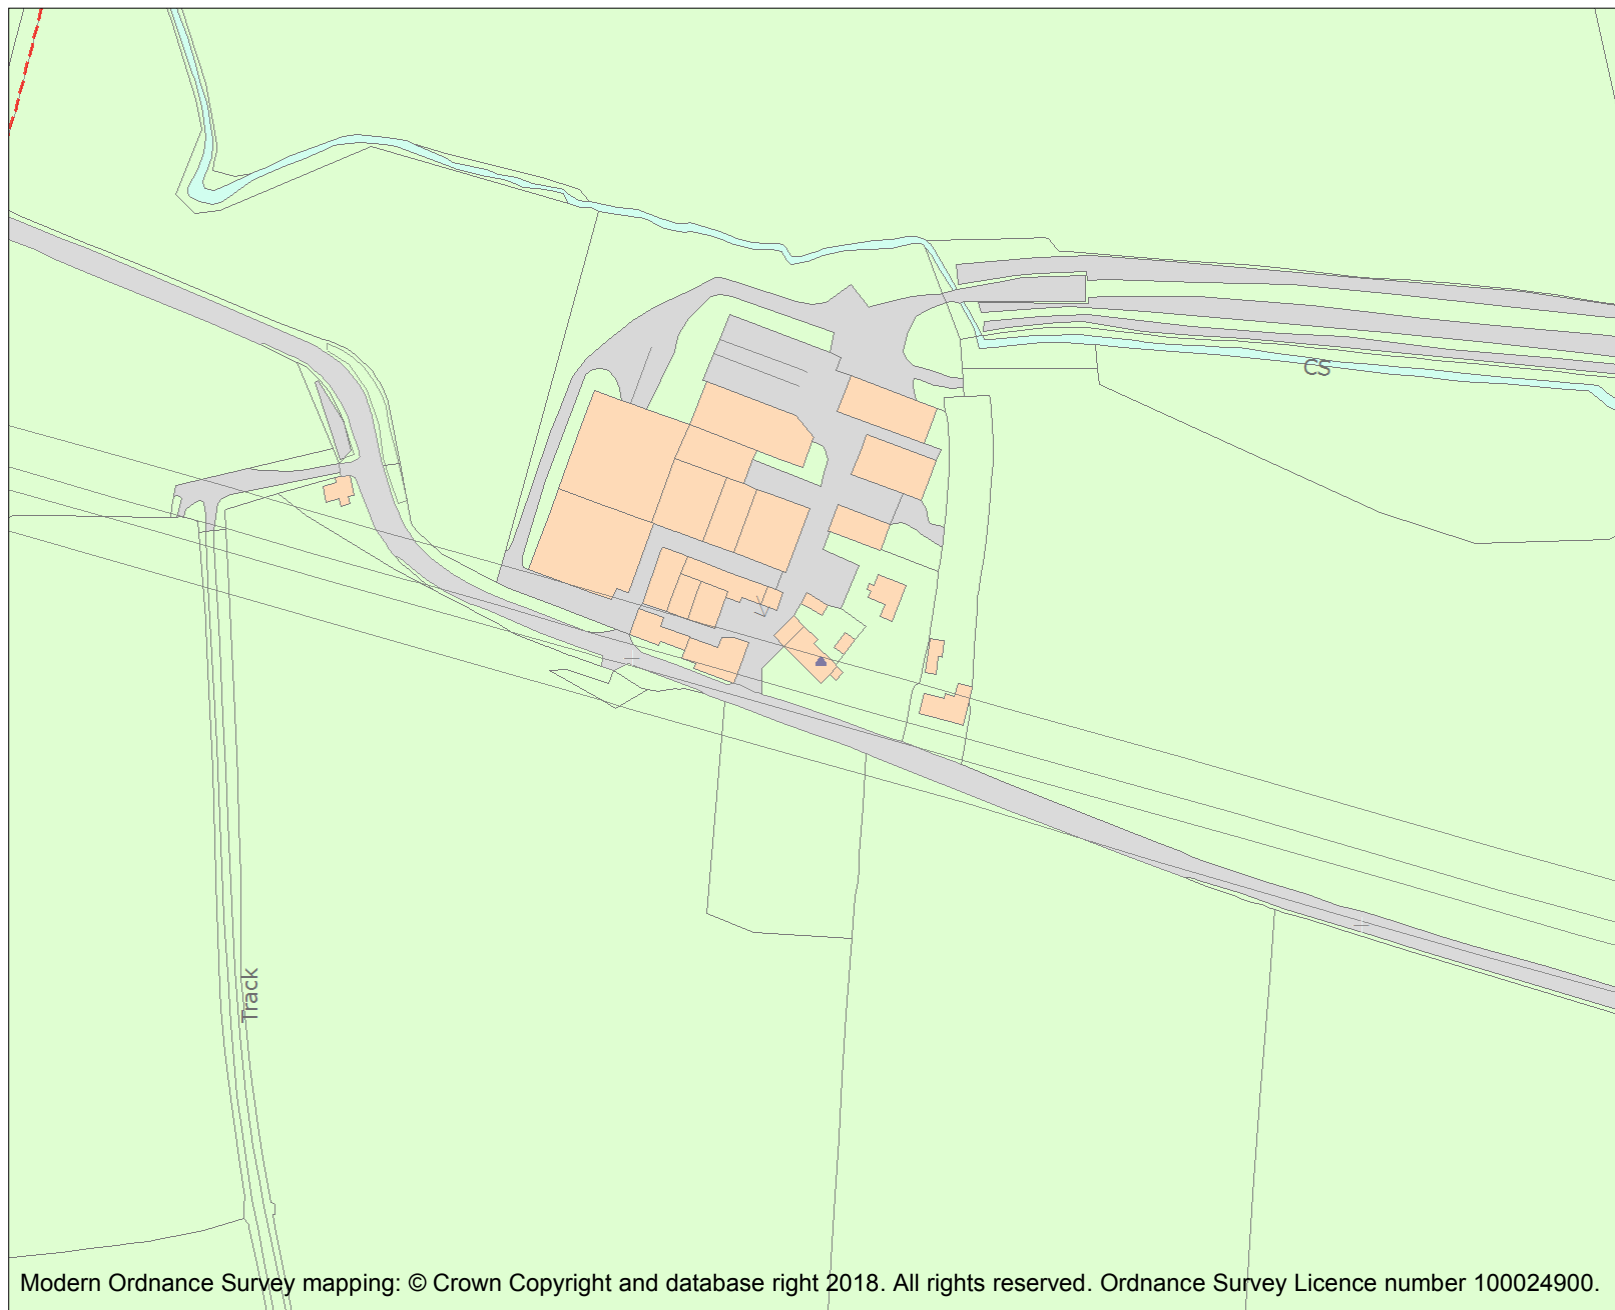 CS
Track
Modern Ordnance Survey mapping: © Crown Copyright and database right 2018. All rights reserved. Ordnance Survey Licence number 100024900.